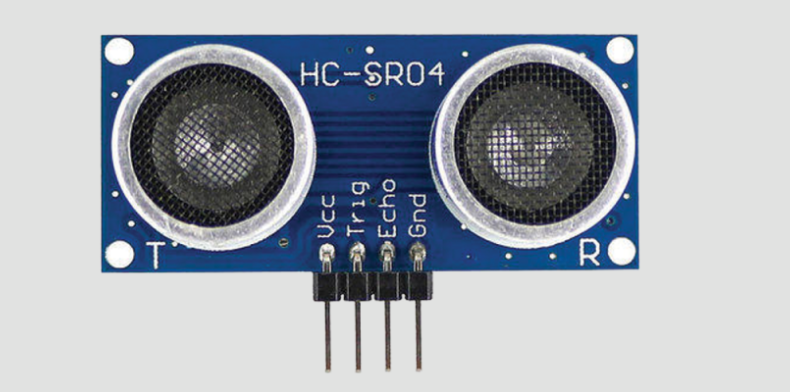 HC-SR04
Vcc
Trig
Echo
Gnd
T
R